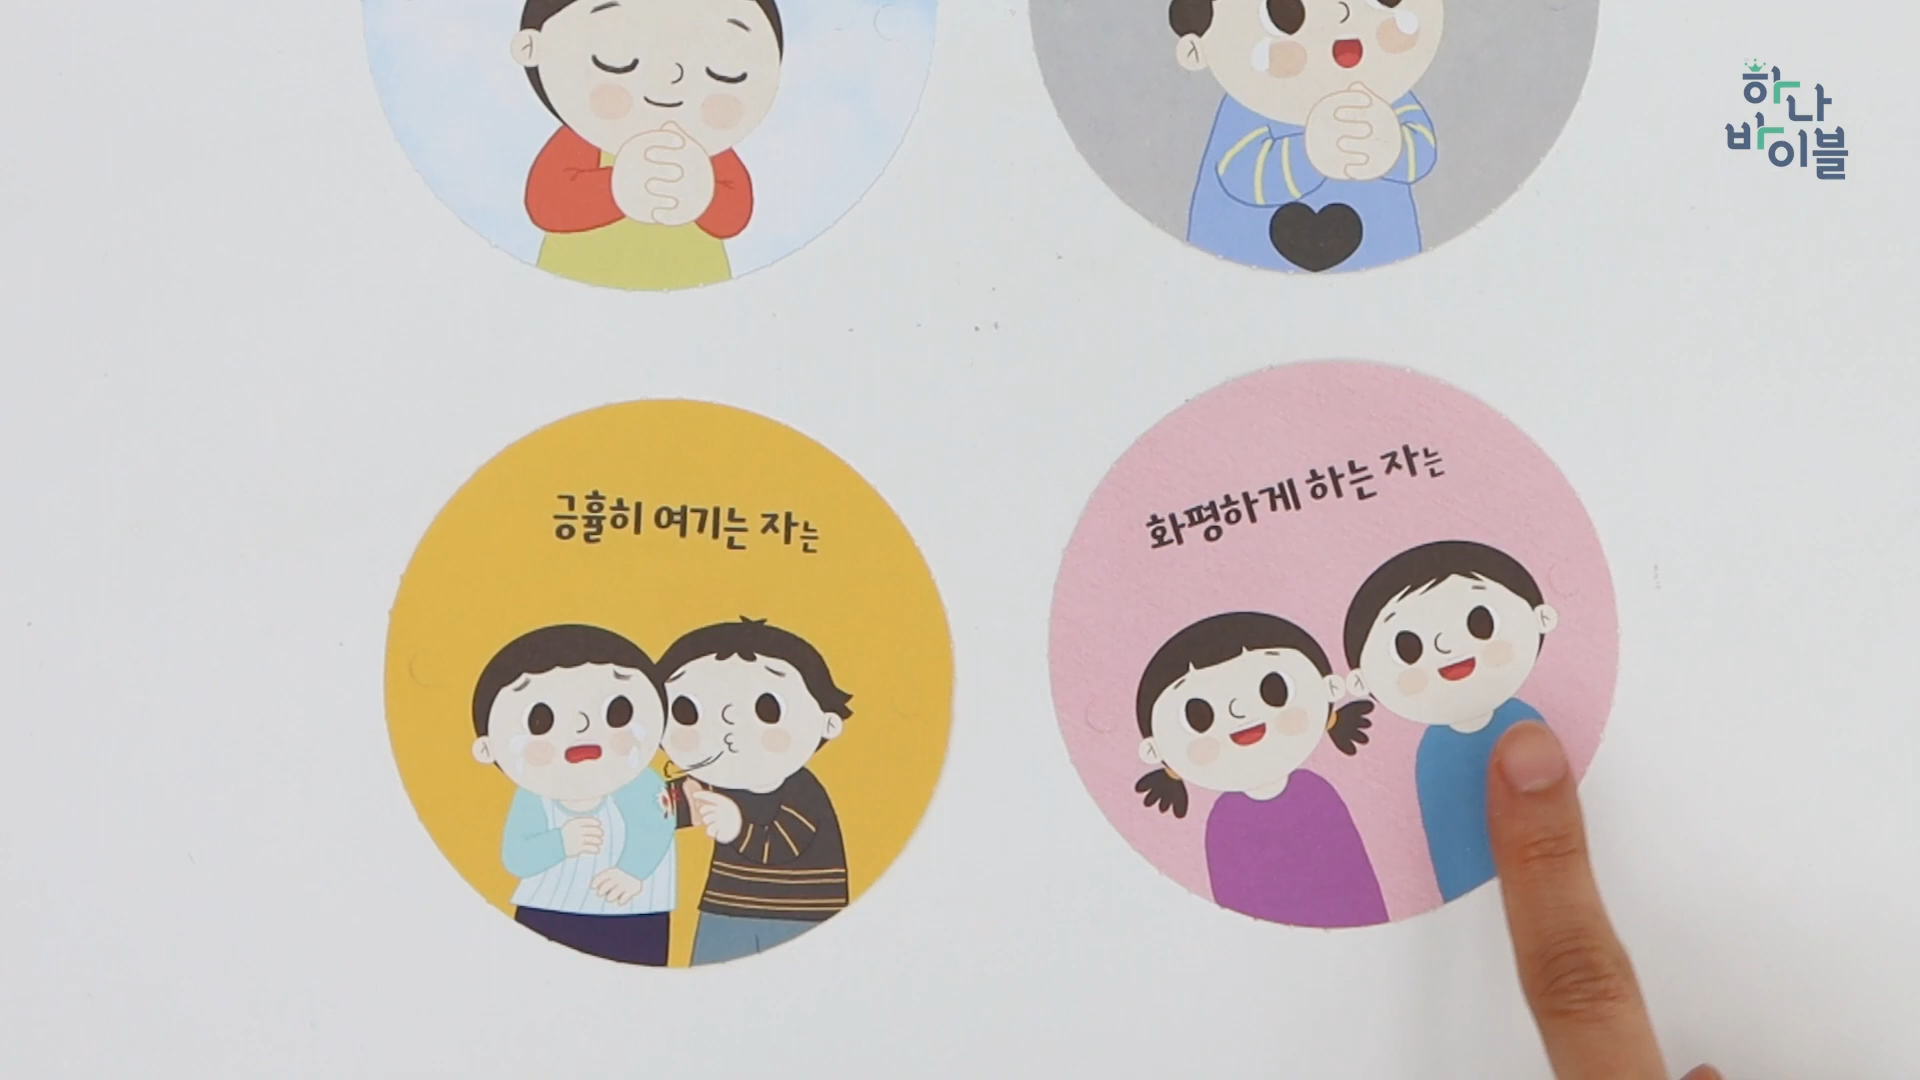 하나
바이블
긍휼히 여기는 자는
화평하게 하는 자는